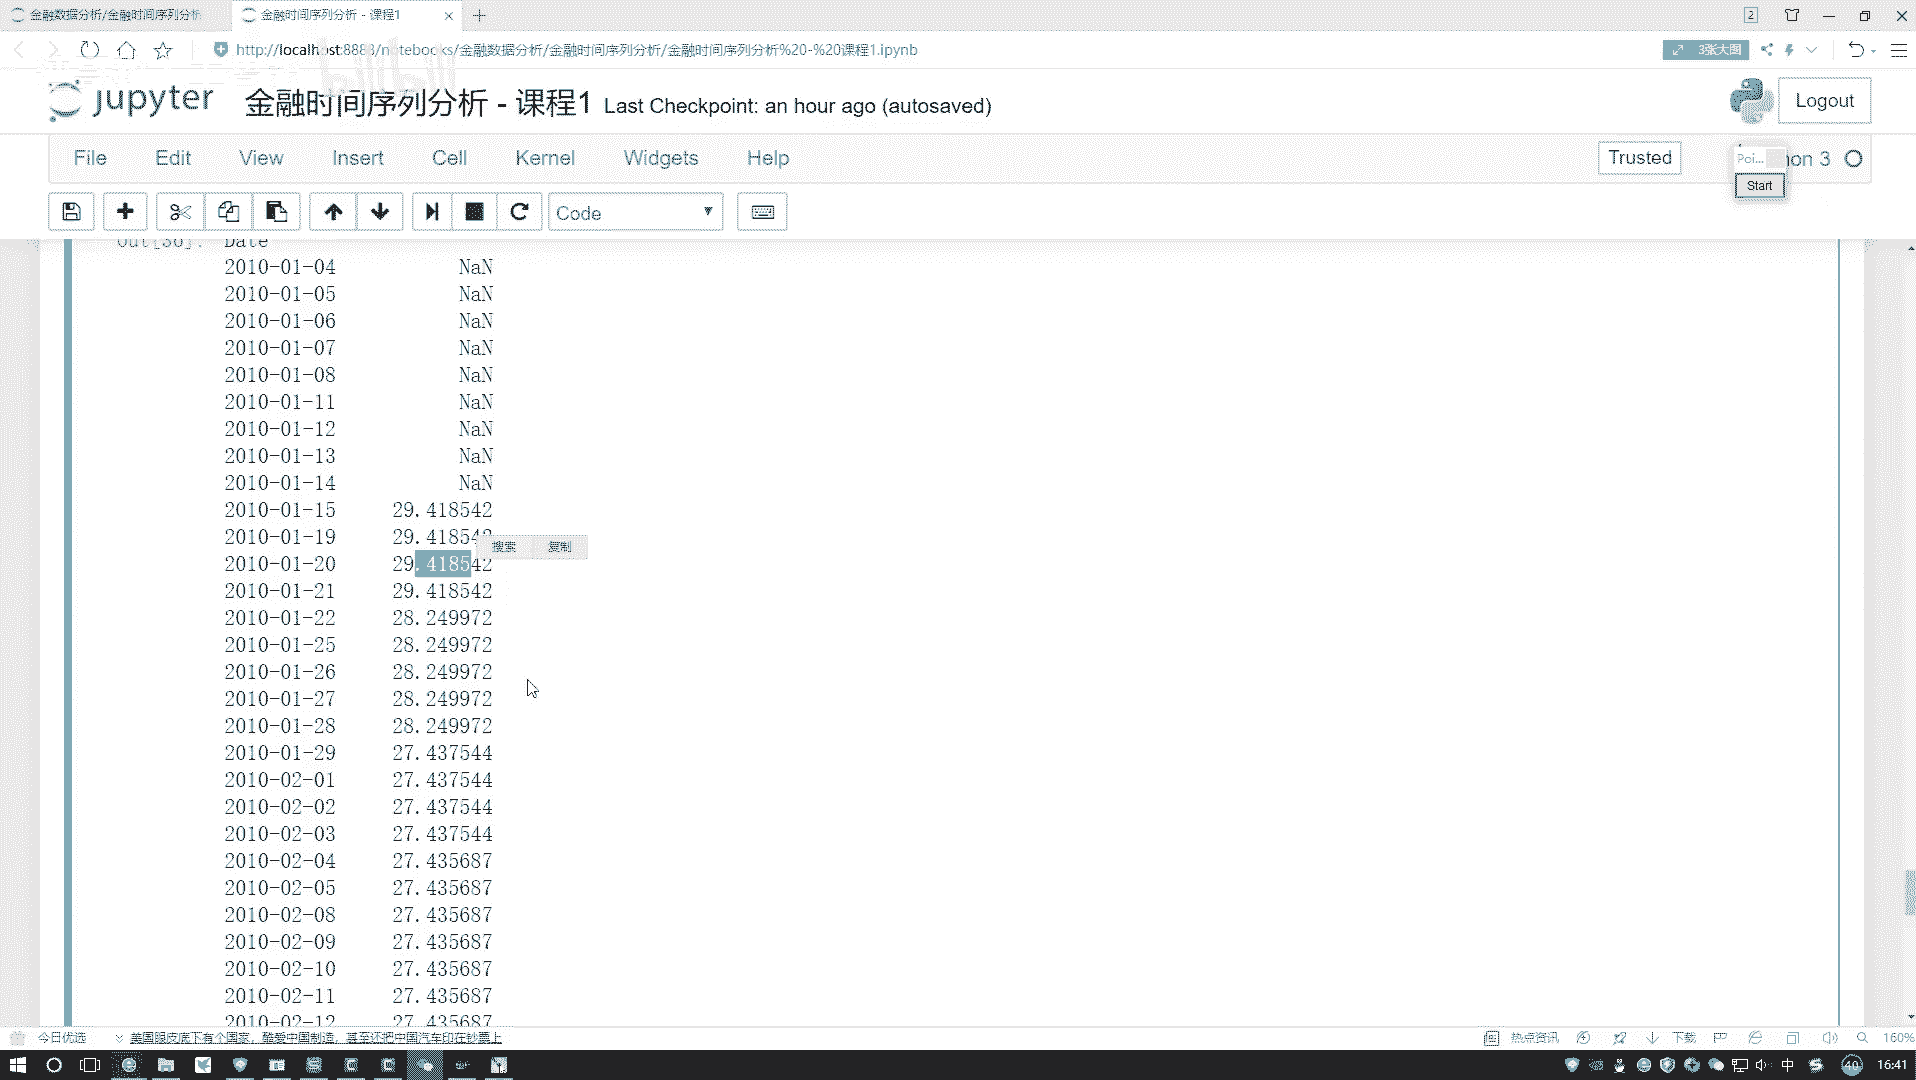 金融数据分析/金融时间序列分析
金融时间序列分析 - 课程1
2
http://localhost:8888/notebooks/金融数据分析/金融时间序列分析/金融时间序列分析%20-%20课程1.ipynb
3张大图
jupyter
金融时间序列分析 - 课程1 Last Checkpoint: an hour ago (autosaved)
Logout
File Edit View Insert Cell Kernel Widgets Help
Trusted
Poi...
hon 3
Start
Code
Out[36]: Date
2010-01-04 NaN
2010-01-05 NaN
2010-01-06 NaN
2010-01-07 NaN
2010-01-08 NaN
2010-01-11 NaN
2010-01-12 NaN
2010-01-13 NaN
2010-01-14 NaN
2010-01-15 29.418542
2010-01-19 29.418542
搜索 复制
2010-01-20 29.418542
2010-01-21 29.418542
2010-01-22 28.249972
2010-01-25 28.249972
2010-01-26 28.249972
2010-01-27 28.249972
2010-01-28 28.249972
2010-01-29 27.437544
2010-02-01 27.437544
2010-02-02 27.437544
2010-02-03 27.437544
2010-02-04 27.435687
2010-02-05 27.435687
2010-02-08 27.435687
2010-02-09 27.435687
2010-02-10 27.435687
2010-02-11 27.435687
2010-02-12 27.435687
今日优选
美国眼皮底下有个国家，酷爱中国制造，甚至还把中国汽车印在钞票上
热点资讯
下载
160%
中
40
16:41